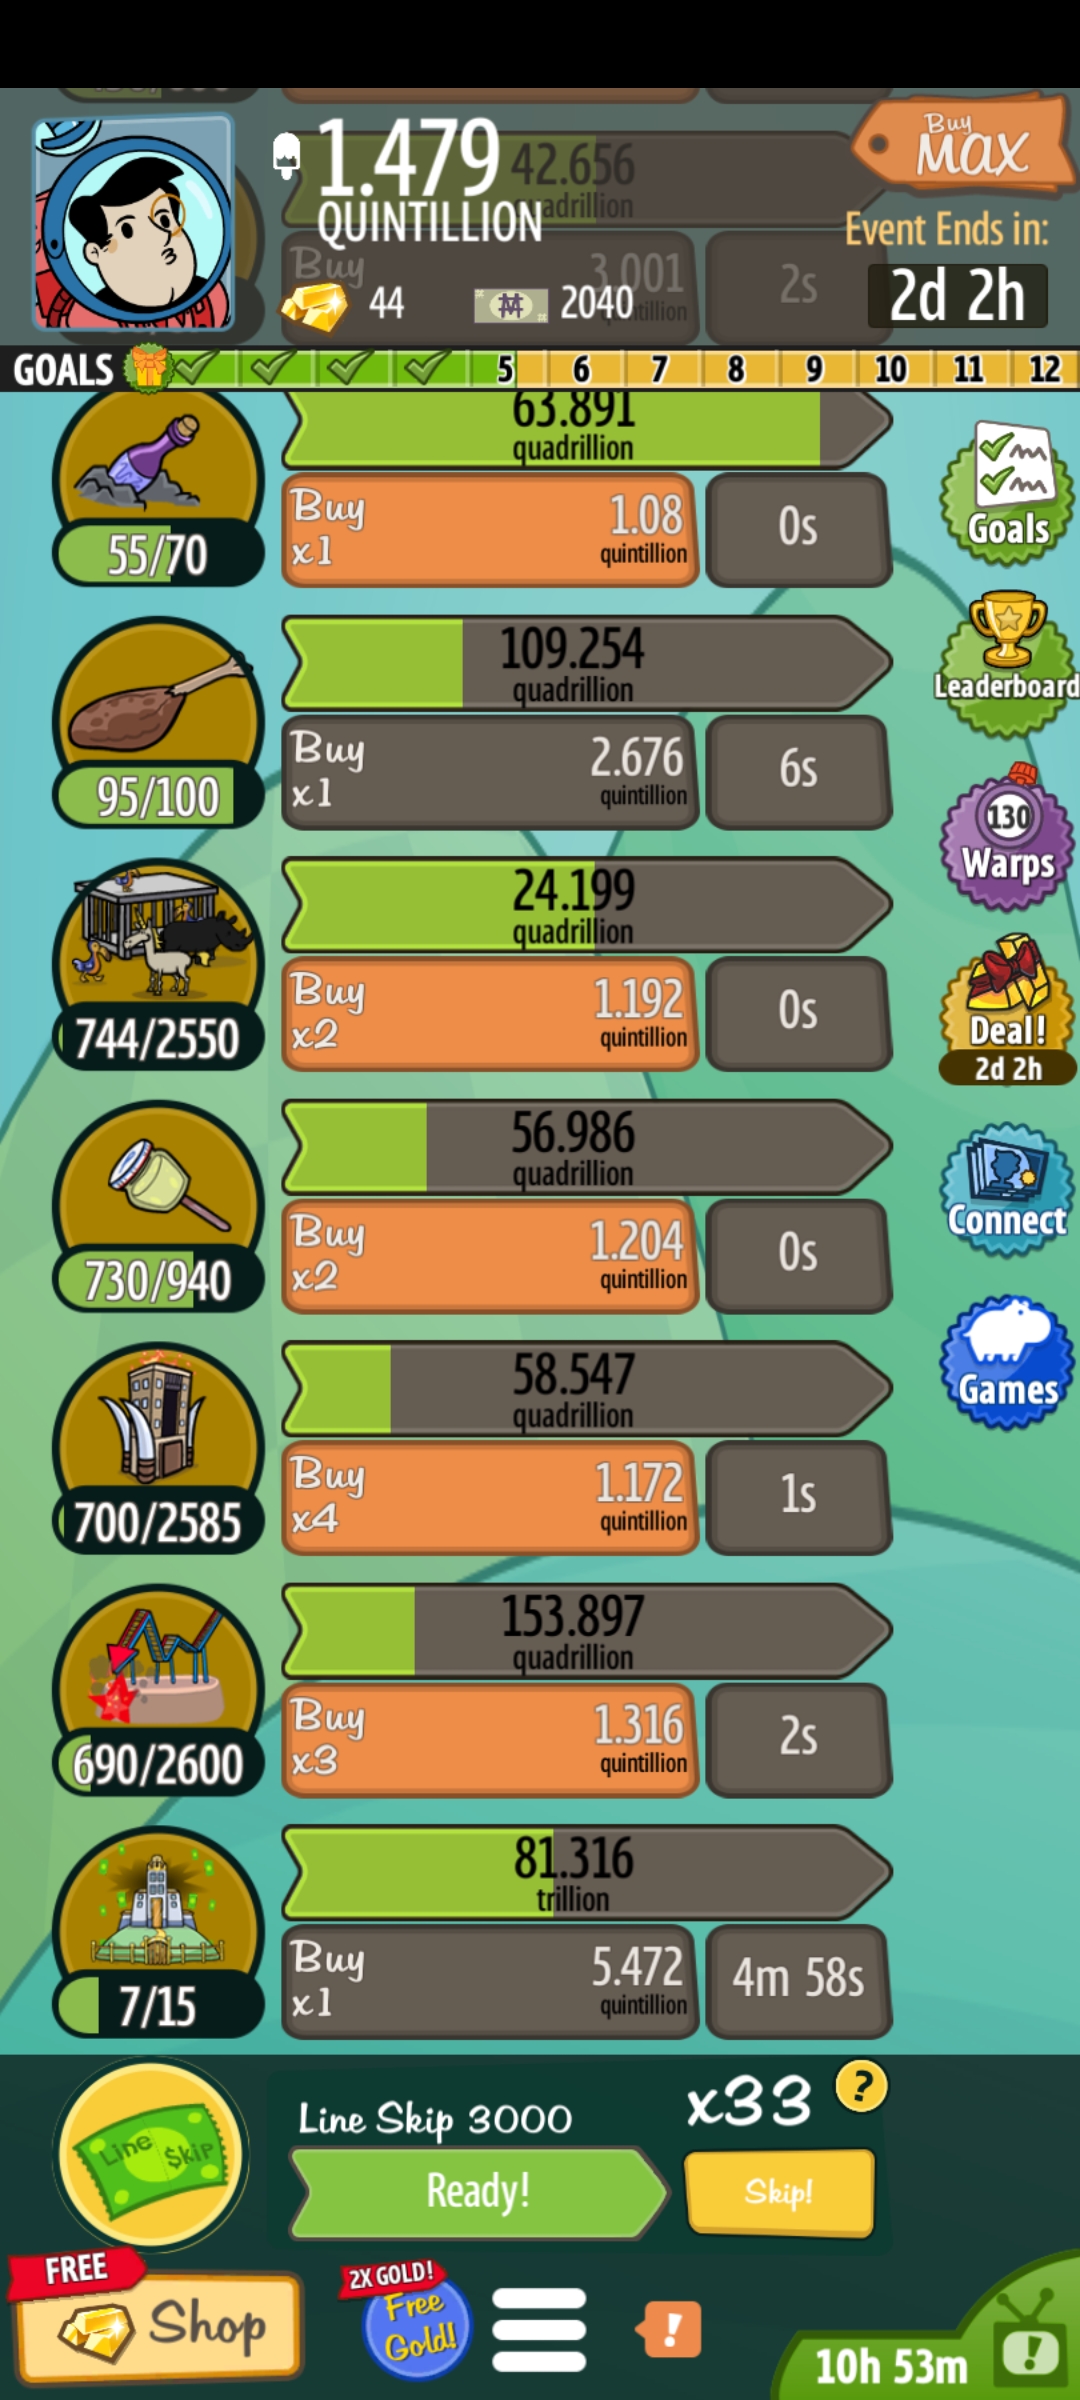 1.479
QUINTILLION
42.656
quadrillion
Buy
MAX
Event Ends in:
2d 2h
Buy
3.001
2s
44
2040
GOALS
5 6 7 8 9 10 11 12
63.891
quadrillion
55/70
Buy
x1
1.08
quintillion
0s
Goals
Leaderboard
109.254
quadrillion
95/100
Buy
x1
2.676
quintillion
6s
130
Warps
24.199
quadrillion
744/2550
Buy
x2
1.192
quintillion
0s
Deal!
2d 2h
56.986
quadrillion
730/940
Buy
x2
1.204
quintillion
0s
Connect
58.547
quadrillion
700/2585
Buy
x4
1.172
quintillion
1s
Games
153.897
quadrillion
690/2600
Buy
x3
1.316
quintillion
2s
81.316
trillion
7/15
Buy
x1
5.472
quintillion
4m 58s
Line Skip
Line Skip 3000
x33
?
Ready!
Skip!
FREE
Shop
2X GOLD!
Free
Gold!
!
10h 53m
!